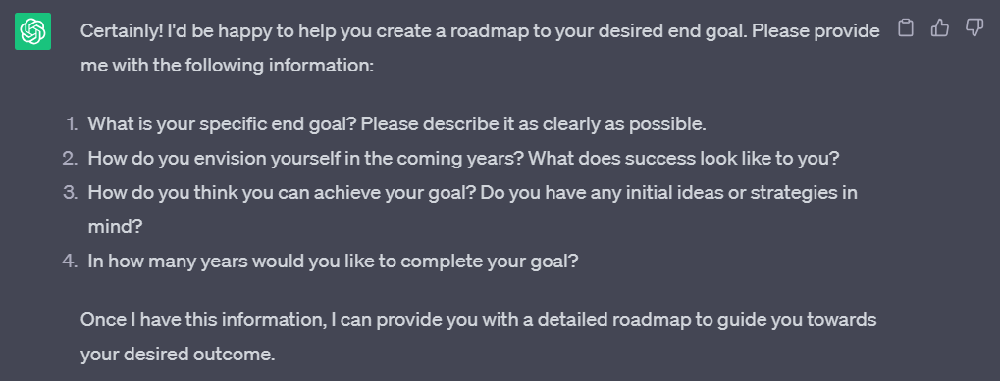 Certainly! I'd be happy to help you create a roadmap to your desired end goal. Please provide
me with the following information:
1. What is your specific end goal? Please describe it as clearly as possible.
2. How do you envision yourself in the coming years? What does success look like to you?
3. How do you think you can achieve your goal? Do you have any initial ideas or strategies in
mind?
4. In how many years would you like to complete your goal?
Once I have this information, I can provide you with a detailed roadmap to guide you towards
your desired outcome.